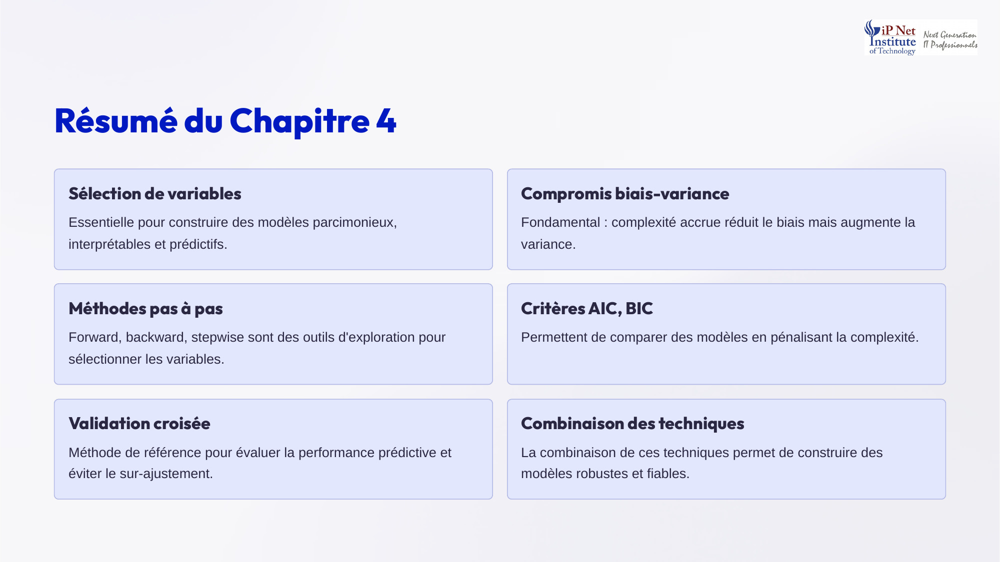 iP Net
Institute
of Technology
Next Generation
IT Professionnels
Résumé du Chapitre 4
Sélection de variables
Essentielle pour construire des modèles parcimonieux,
interprétables et prédictifs.
Compromis biais-variance
Fondamental : complexité accrue réduit le biais mais augmente la
variance.
Méthodes pas à pas
Forward, backward, stepwise sont des outils d'exploration pour
sélectionner les variables.
Critères AIC, BIC
Permettent de comparer des modèles en pénalisant la complexité.
Validation croisée
Méthode de référence pour évaluer la performance prédictive et
éviter le sur-ajustement.
Combinaison des techniques
La combinaison de ces techniques permet de construire des
modèles robustes et fiables.